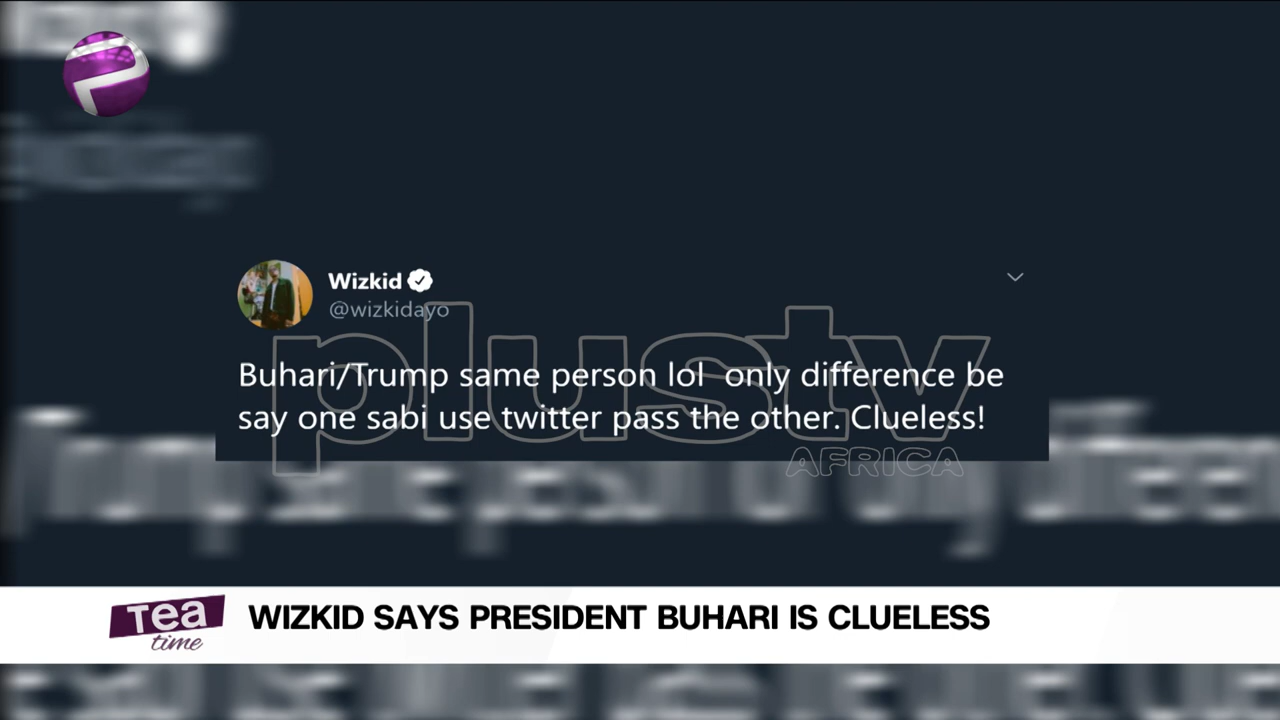 Wizkid
@wizkidayo
Buhari/Trump same person lol only difference be
say one sabi use twitter pass the other. Clueless!
plustv
AFRICA
Tea
time
WIZKID SAYS PRESIDENT BUHARI IS CLUELESS